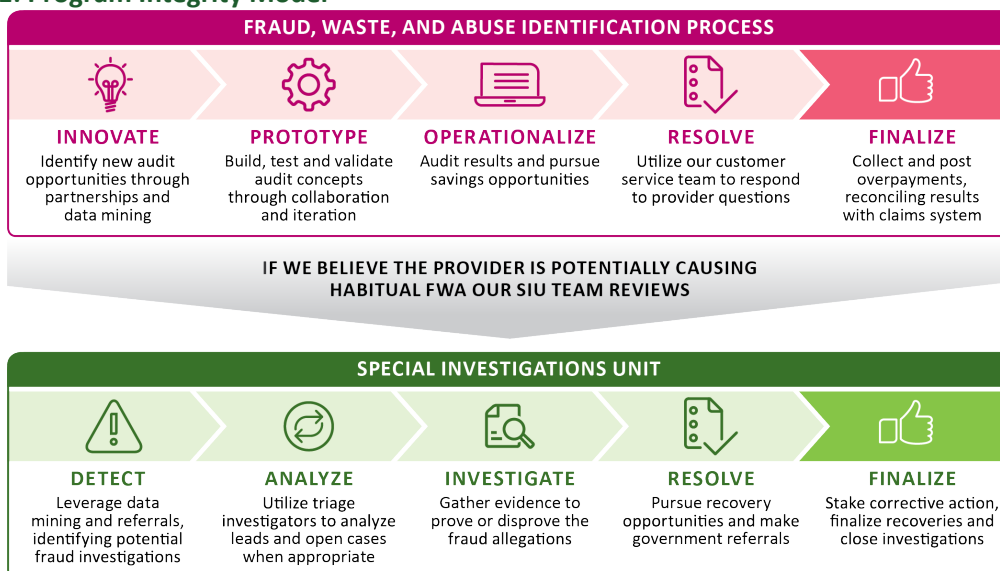 2. Program Integrity Model
FRAUD, WASTE, AND ABUSE IDENTIFICATION PROCESS
INNOVATE
Identify new audit
opportunities through
partnerships and
data mining
PROTOTYPE
Build, test and validate
audit concepts
through collaboration
and iteration
OPERATIONALIZE
Audit results and pursue
savings opportunities
RESOLVE
Utilize our customer
service team to respond
to provider questions
FINALIZE
Collect and post
overpayments,
reconciling results
with claims system
IF WE BELIEVE THE PROVIDER IS POTENTIALLY CAUSING
HABITUAL FWA OUR SIU TEAM REVIEWS
SPECIAL INVESTIGATIONS UNIT
DETECT
Leverage data
mining and referrals,
identifying potential
fraud investigations
ANALYZE
Utilize triage
investigators to analyze
leads and open cases
when appropriate
INVESTIGATE
Gather evidence to
prove or disprove the
fraud allegations
RESOLVE
Pursue recovery
opportunities and make
government referrals
FINALIZE
Stake corrective action,
finalize recoveries and
close investigations